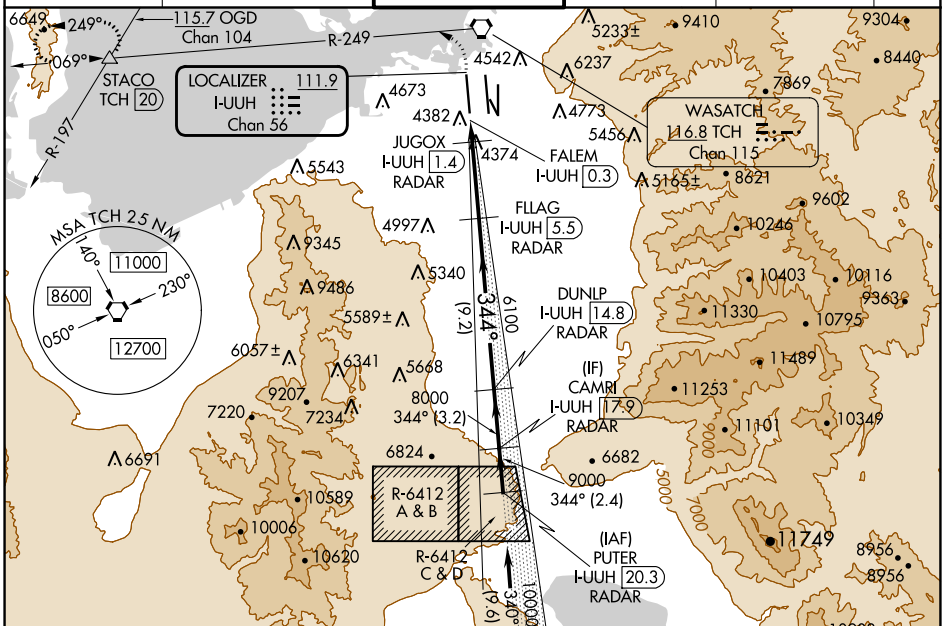 6649
249°
069°
115.7 OGD
Chan 104
R-249
STACO
TCH 20
R-197
LOCALIZER 111.9
I-UUH
Chan 56
4542
5233±
9410
9304
8440
6237
7869
4673
4382
4773
5456
WASATCH
116.8 TCH
Chan 115
JUGOX
I-UUH 1.4
RADAR
4374
FALEM
I-UUH 0.3
5543
5165±
8621
9602
FLLAG
I-UUH 5.5
RADAR
4997
10246
MSA TCH 25 NM
140°
11000
8600
230°
050°
12700
9345
9486
5340
10403
10116
9363
5589±
344°
(9.2)
6100
DUNLP
I-UUH 14.8
RADAR
11330
10795
6057±
6341
5668
11489
(IF)
CAMRI
I-UUH 17.9
RADAR
9207
7220
7234
8000
344° (3.2)
11253
11101
10349
9000
6691
6824
6682
9000
344° (2.4)
5000
7000
R-6412
A & B
10589
10006
10620
R-6412
C & D
(IAF)
PUTER
I-UUH 20.3
RADAR
11749
8956
8956
340°
(9.6)
10000